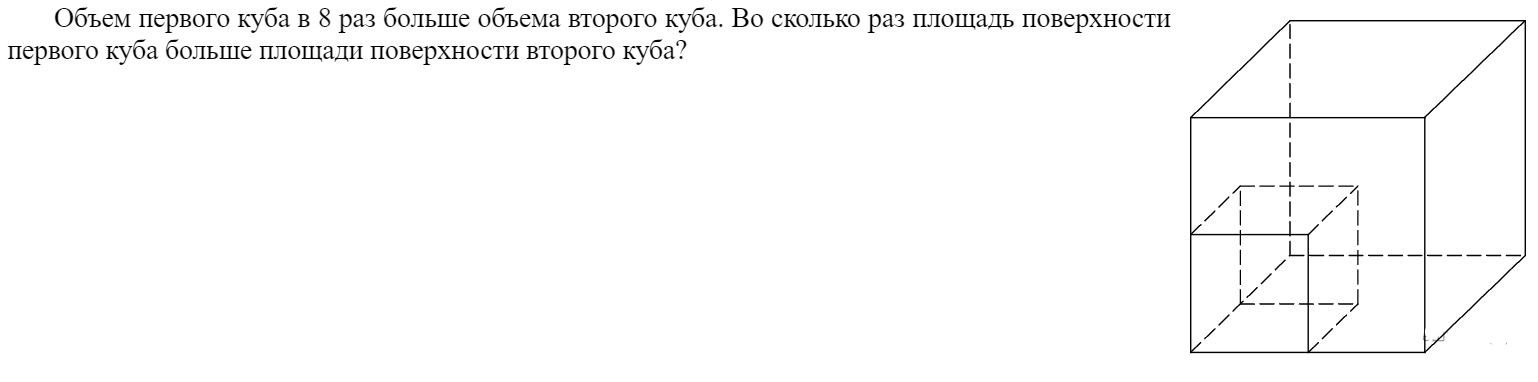 Объем первого куба в 8 раз больше объема второго куба. Во сколько раз площадь поверхности
первого куба больше площади поверхности второго куба?